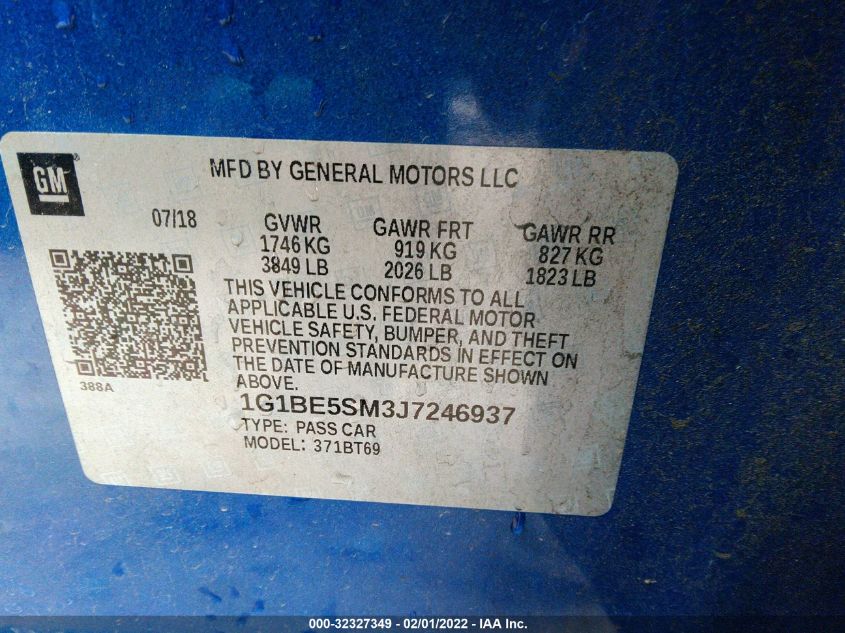 GM
MFD BY GENERAL MOTORS LLC
07/18 GVWR GAWR FRT GAWR RR
1746 KG 919 KG 827 KG
3849 LB 2026 LB 1823 LB
THIS VEHICLE CONFORMS TO ALL
APPLICABLE U.S. FEDERAL MOTOR
VEHICLE SAFETY, BUMPER, AND THEFT
PREVENTION STANDARDS IN EFFECT ON
THE DATE OF MANUFACTURE SHOWN
ABOVE.
388A
1G1BE5SM3J7246937
TYPE: PASS CAR
MODEL: 371BT69
000-32327349 - 02/01/2022 - IAA Inc.